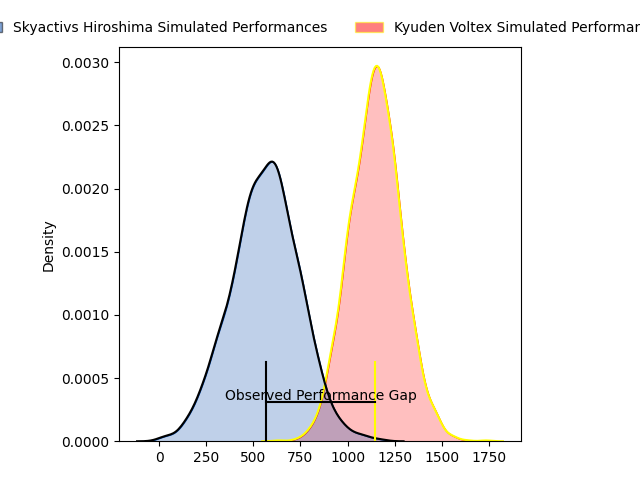 Skyactivs Hiroshima Simulated Performances
Kyuden Voltex Simulated
0.0030
0.0025
0.0020
0.0015
0.0010
0.0005
0.0000
Density
Observed Performance Gap
0 250 500 750 1000 1250 1500 1750